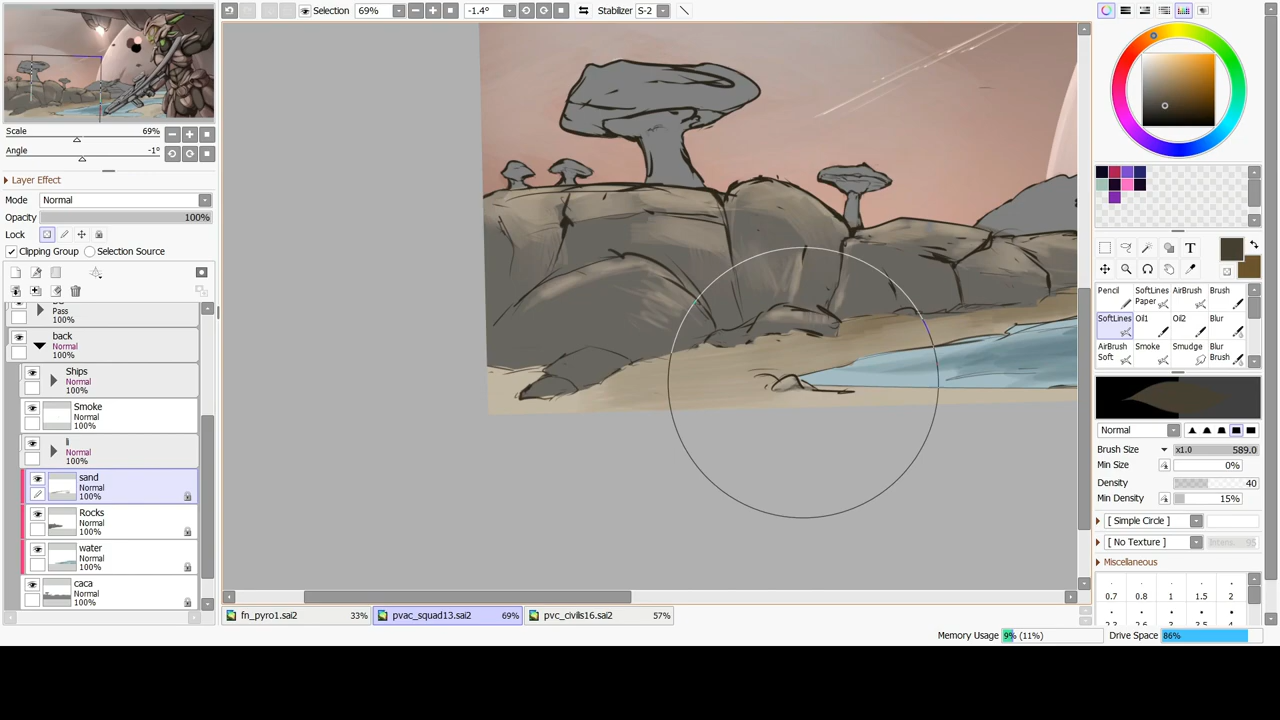 Selection 69% -1.4° Stabilizer S-2
Scale 69%
Angle -1°
Layer Effect
Mode Normal
Opacity 100%
Lock
Clipping Group Selection Source
Pass
100%
back
Normal
100%
Ships
Normal
100%
Smoke
Normal
100%
Normal
100%
sand
Normal
100%
Rocks
Normal
100%
water
Normal
100%
caca
Normal
100%
T
Pencil SoftLines Paper AirBrush Brush
SoftLines Oil1 Oil2 Blur
AirBrush Soft Smoke Smudge Blur Brush
Normal
Brush Size x1.0 589.0
Min Size 0%
Density 40
Min Density 15%
[ Simple Circle ]
[ No Texture ] 95
Miscellaneous
0.7 0.8 1 1.5 2
fn_pyro1.sai2 33% pvac_squad13.sai2 69% pvc_civilis16.sai2 57%
Memory Usage 9% (11%) Drive Space 86%